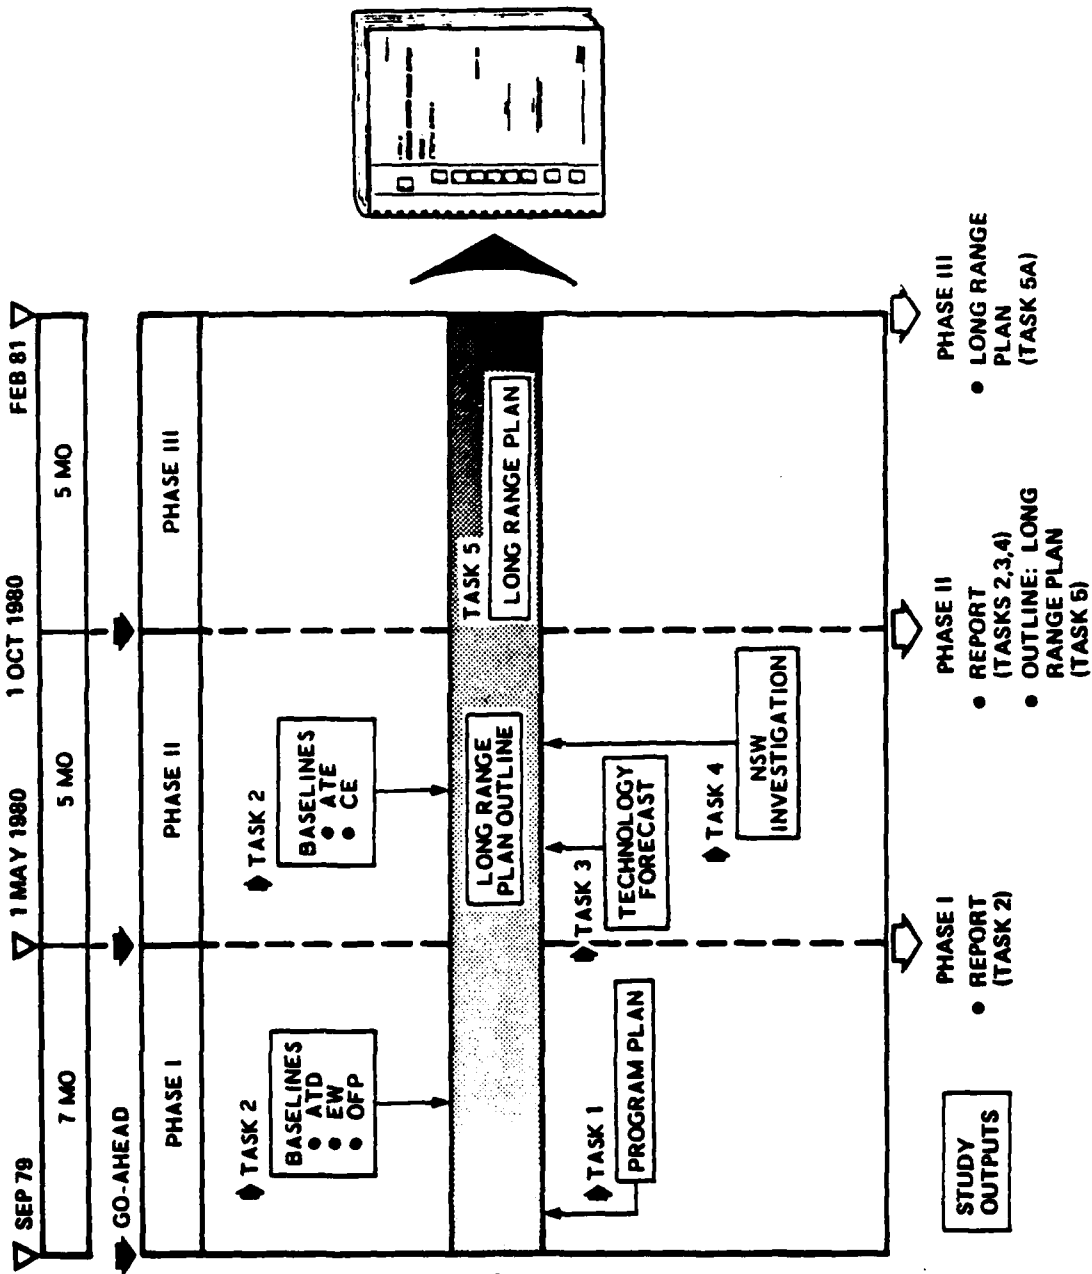 SEP 79
1 MAY 1980
1 OCT 1980
FEB 81
7 MO
5 MO
5 MO
GO-AHEAD
PHASE I
PHASE II
PHASE III
TASK 2
BASELINES
● ATD
● EW
● OFP
TASK 2
BASELINES
● ATE
● CE
LONG RANGE
PLAN OUTLINE
TASK 5
LONG RANGE PLAN
TASK 1
PROGRAM PLAN
TASK 3
TECHNOLOGY
FORECAST
TASK 4
NSW
INVESTIGATION
STUDY
OUTPUTS
PHASE I
● REPORT
(TASK 2)
PHASE II
● REPORT
(TASKS 2,3,4)
● OUTLINE: LONG
RANGE PLAN
(TASK 5)
PHASE III
● LONG RANGE
PLAN
(TASK 5A)